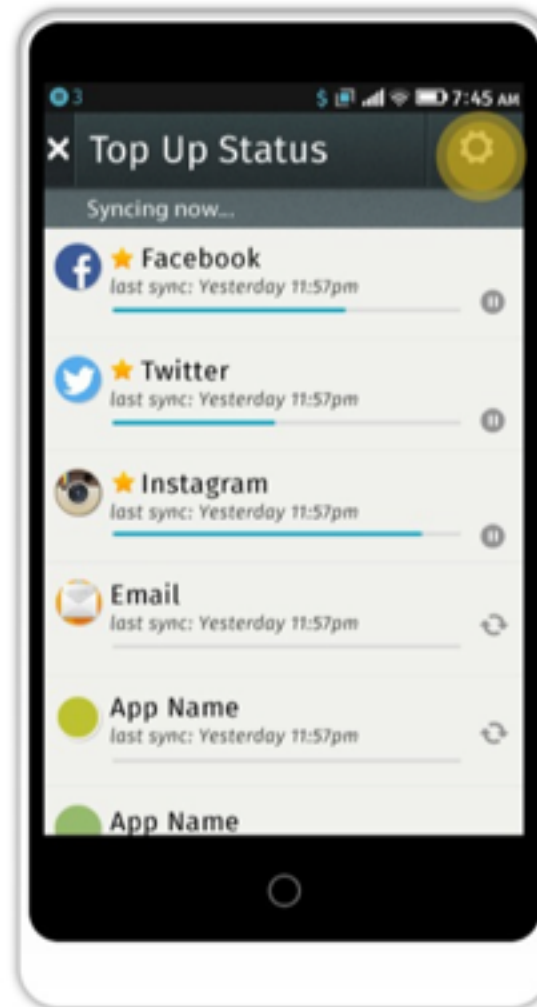 3
$ 7:45 AM
× Top Up Status
Syncing now...
Facebook
last sync: Yesterday 11:57pm
Twitter
last sync: Yesterday 11:57pm
Instagram
last sync: Yesterday 11:57pm
Email
last sync: Yesterday 11:57pm
App Name
last sync: Yesterday 11:57pm
App Name